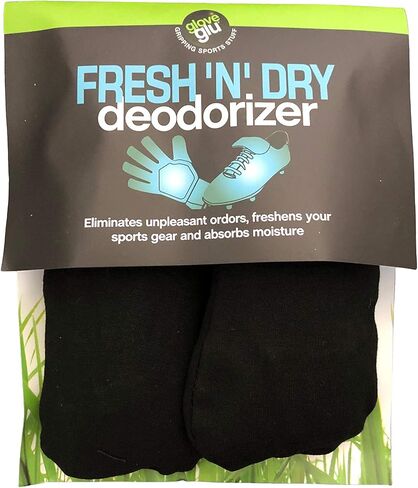 glove
glu
GRIPPING SPORTS STUFF
FRESH 'N' DRY
deodorizer
Eliminates unpleasant ordors, freshens your
sports gear and absorbs moisture